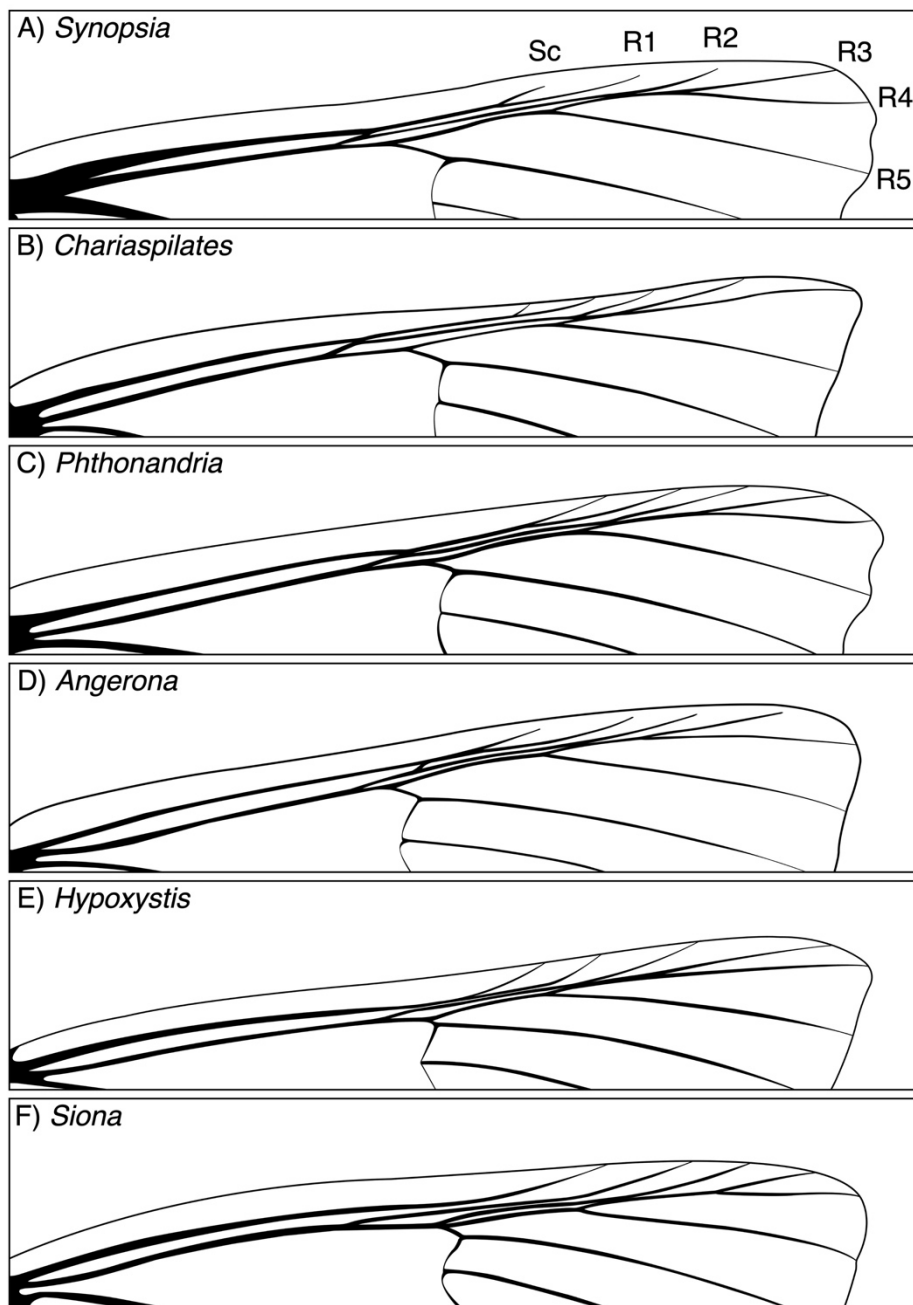 A) Synopsia
Sc R1 R2 R3
R4
R5
B) Chariaspilates
C) Phthonandria
D) Angerona
E) Hypoxystis
F) Siona